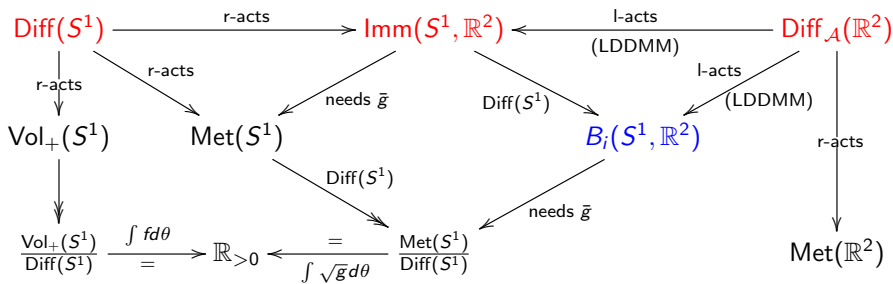 Diff(S¹) r-acts Imm(S¹, ℝ²) l-acts (LDDMM) Diff_𝒜(ℝ²)
r-acts r-acts needs ḡ Diff(S¹) l-acts (LDDMM) r-acts
Vol₊(S¹) Met(S¹) B_i(S¹, ℝ²)
Diff(S¹) needs ḡ
Vol₊(S¹)/Diff(S¹) ∫ fdθ = ℝ_{>0} = ∫ √g dθ Met(S¹)/Diff(S¹) Met(ℝ²)